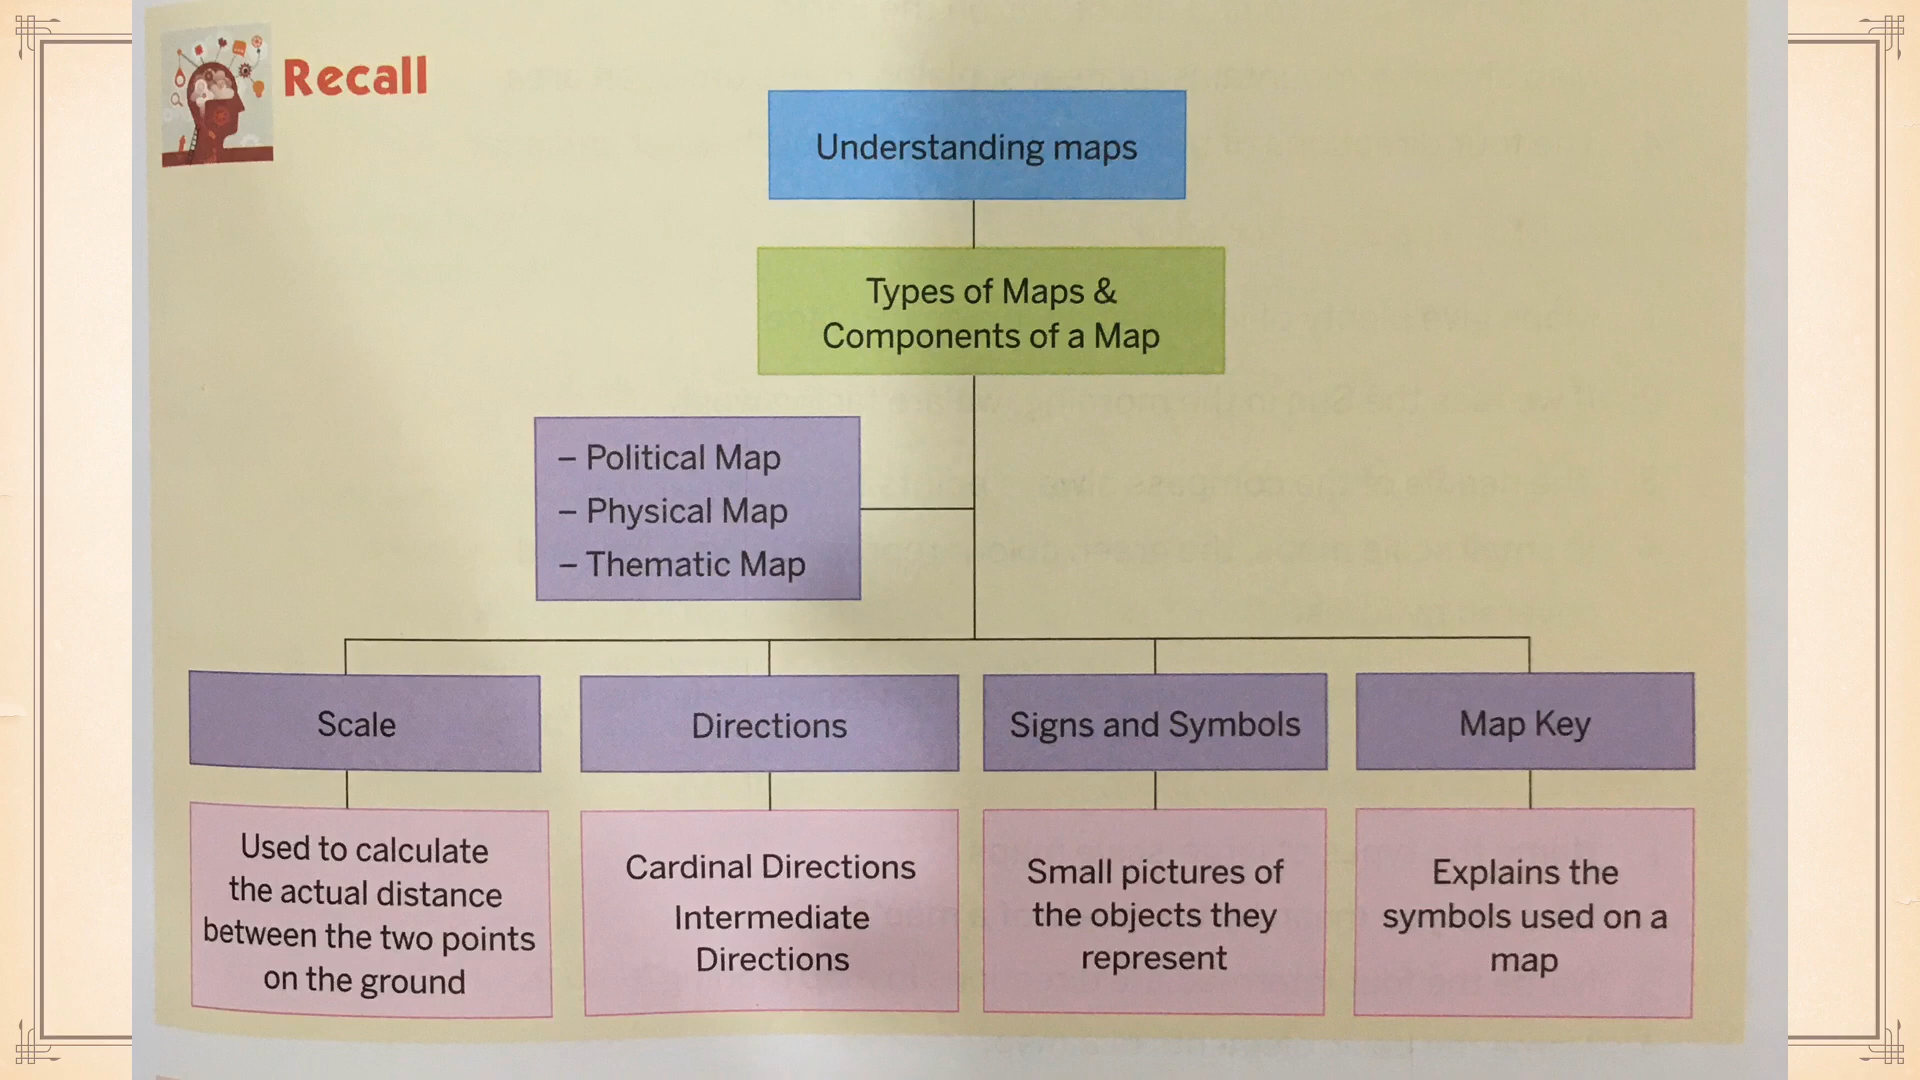 Recall
Understanding maps
Types of Maps &
Components of a Map
– Political Map
– Physical Map
– Thematic Map
Scale
Directions
Signs and Symbols
Map Key
Used to calculate
the actual distance
between the two points
on the ground
Cardinal Directions
Intermediate
Directions
Small pictures of
the objects they
represent
Explains the
symbols used on a
map